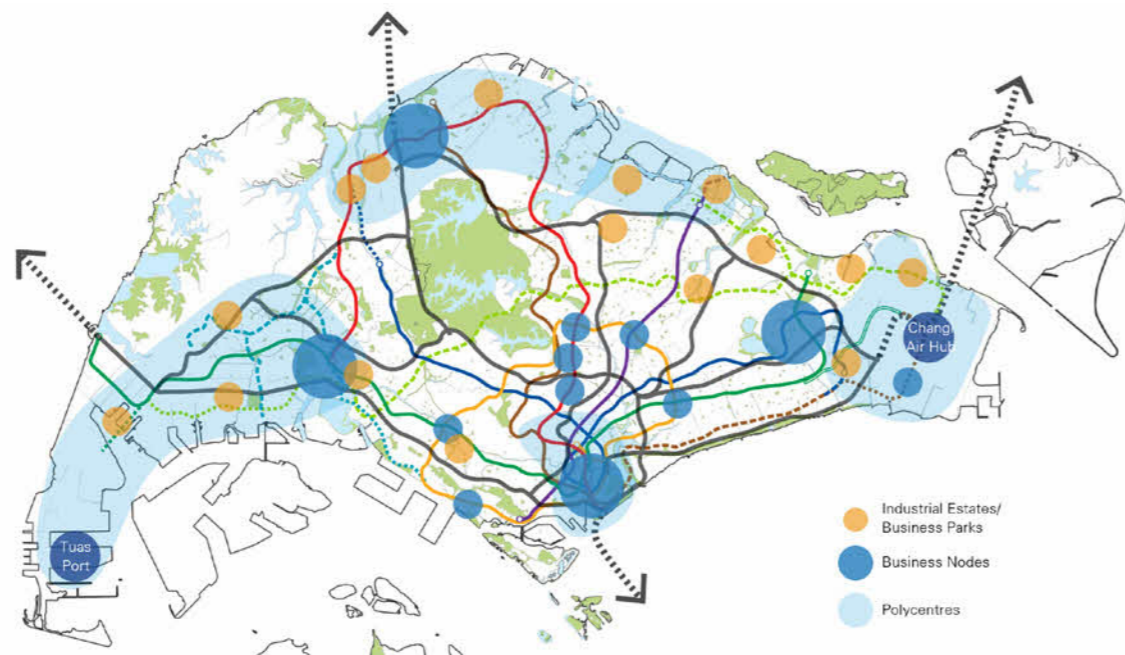 Changi
Air Hub
Industrial Estates/
Business Parks
Business Nodes
Tuas
Port
Polycentres